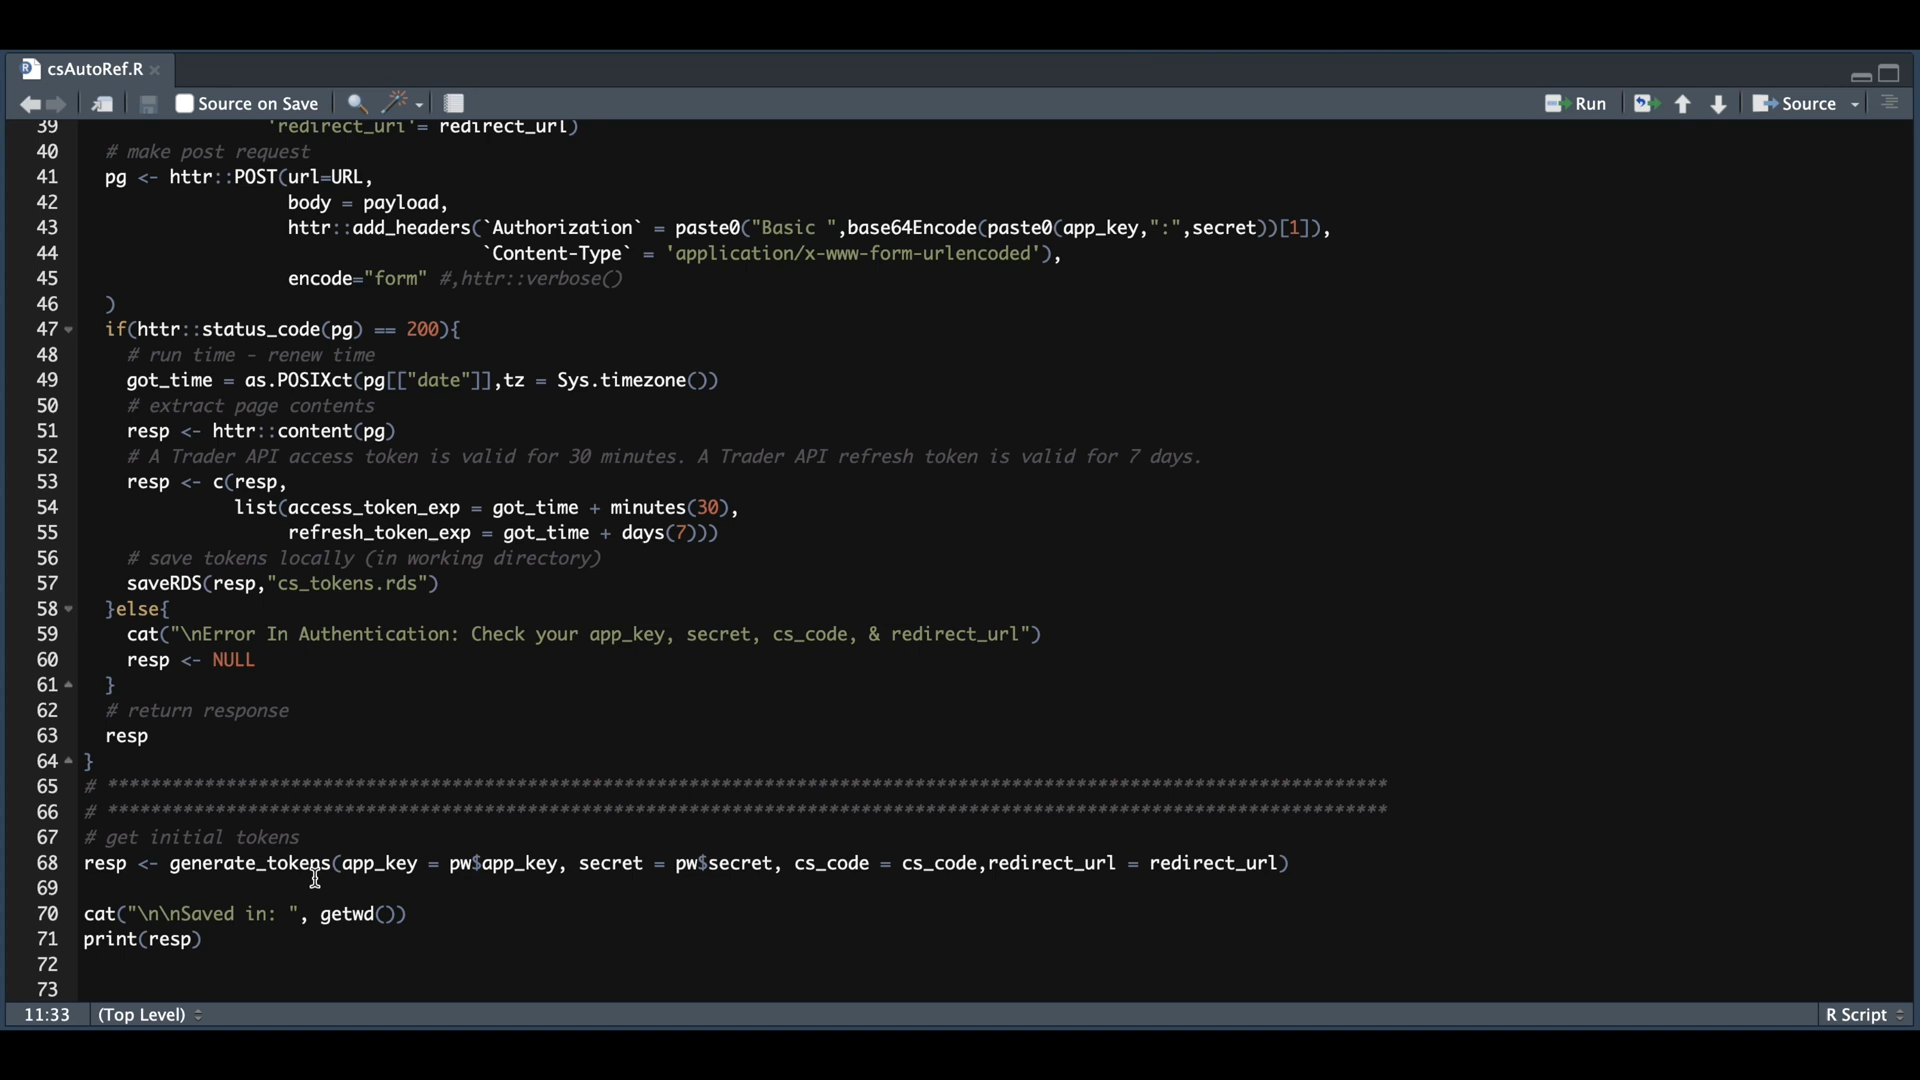 csAutoRef.R
Source on Save
Run
Source
39 'redirect_uri'= redirect_url)
40 # make post request
41 pg <- httr::POST(url=URL,
42 body = payload,
43 httr::add_headers(`Authorization` = paste0("Basic ",base64Encode(paste0(app_key,":",secret))[1]),
44 `Content-Type` = 'application/x-www-form-urlencoded'),
45 encode="form" #,httr::verbose()
46 )
47 if(httr::status_code(pg) == 200){
48 # run time - renew time
49 got_time = as.POSIXct(pg[["date"]],tz = Sys.timezone())
50 # extract page contents
51 resp <- httr::content(pg)
52 # A Trader API access token is valid for 30 minutes. A Trader API refresh token is valid for 7 days.
53 resp <- c(resp,
54 list(access_token_exp = got_time + minutes(30),
55 refresh_token_exp = got_time + days(7)))
56 # save tokens locally (in working directory)
57 saveRDS(resp,"cs_tokens.rds")
58 }else{
59 cat("\nError In Authentication: Check your app_key, secret, cs_code, & redirect_url")
60 resp <- NULL
61 }
62 # return response
63 resp
64 }
65 # ***********************************************************************************************************************
66 # ***********************************************************************************************************************
67 # get initial tokens
68 resp <- generate_tokens(app_key = pw$app_key, secret = pw$secret, cs_code = cs_code,redirect_url = redirect_url)
69
70 cat("\n\nSaved in: ", getwd())
71 print(resp)
72
73
11:33 (Top Level) R Script